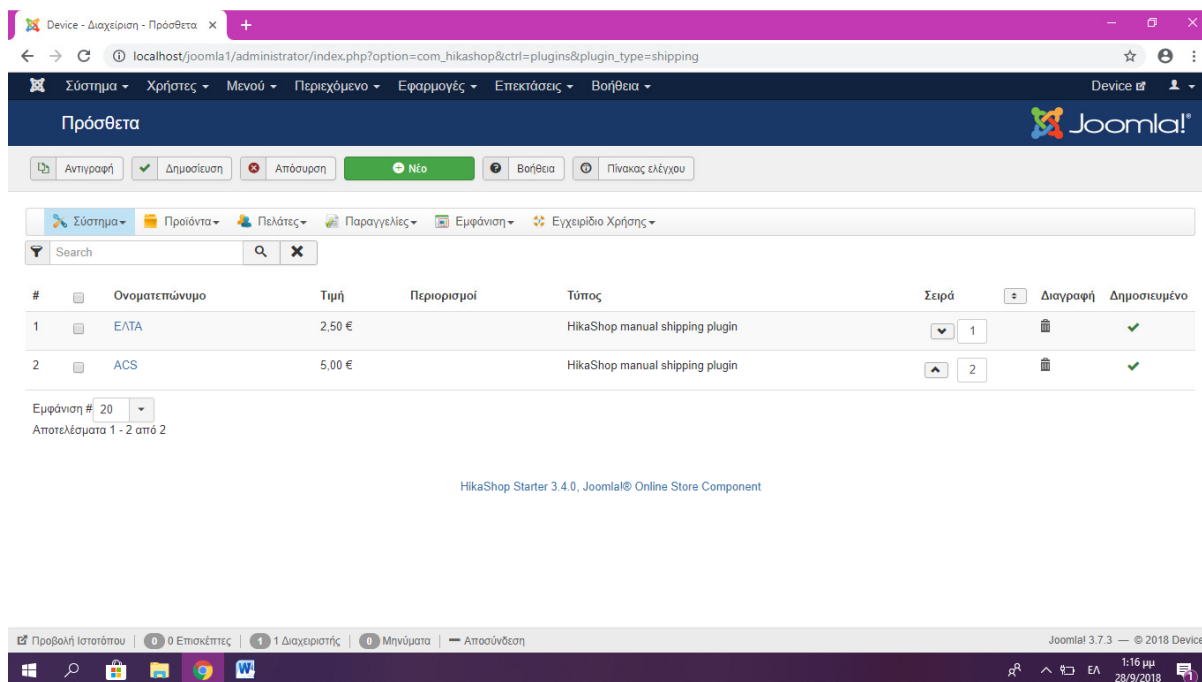 Device - Διαχείριση - Πρόσθετα
localhost/joomla1/administrator/index.php?option=com_hikashop&ctrl=plugins&plugin_type=shipping
Σύστημα Χρήστες Μενού Περιεχόμενο Εφαρμογές Επεκτάσεις Βοήθεια Device
Πρόσθετα Joomla!®
Αντιγραφή Δημοσίευση Απόσυρση Νέο Βοήθεια Πίνακας ελέγχου
Σύστημα Προϊόντα Πελάτες Παραγγελίες Εμφάνιση Εγχειρίδιο Χρήσης
Search
# Ονοματεπώνυμο Τιμή Περιορισμοί Τύπος Σειρά Διαγραφή Δημοσιευμένο
1 ΕΛΤΑ 2,50 € HikaShop manual shipping plugin 1
2 ACS 5,00 € HikaShop manual shipping plugin 2
Εμφάνιση # 20
Αποτελέσματα 1 - 2 από 2
HikaShop Starter 3.4.0, Joomla!® Online Store Component
Προβολή Ιστοτόπου 0 0 Επισκέπτες 1 1 Διαχειριστής 0 Μηνύματα Αποσύνδεση Joomla! 3.7.3 — © 2018 Device
ΕΛ 1:16 μμ
28/9/2018